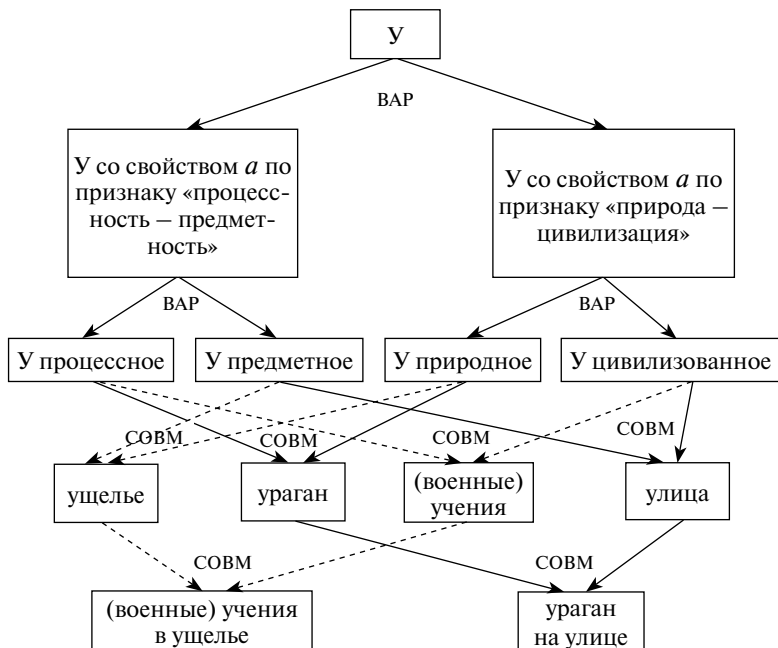 У
ВАР
У со свойством а по
признаку «процесс-
ность – предмет-
ность»
У со свойством а по
признаку «природа –
цивилизация»
ВАР
ВАР
У процессное
У предметное
У природное
У цивилизованное
СОВМ
СОВМ
СОВМ
СОВМ
ущелье
ураган
(военные)
учения
улица
СОВМ
СОВМ
(военные) учения
в ущелье
ураган
на улице